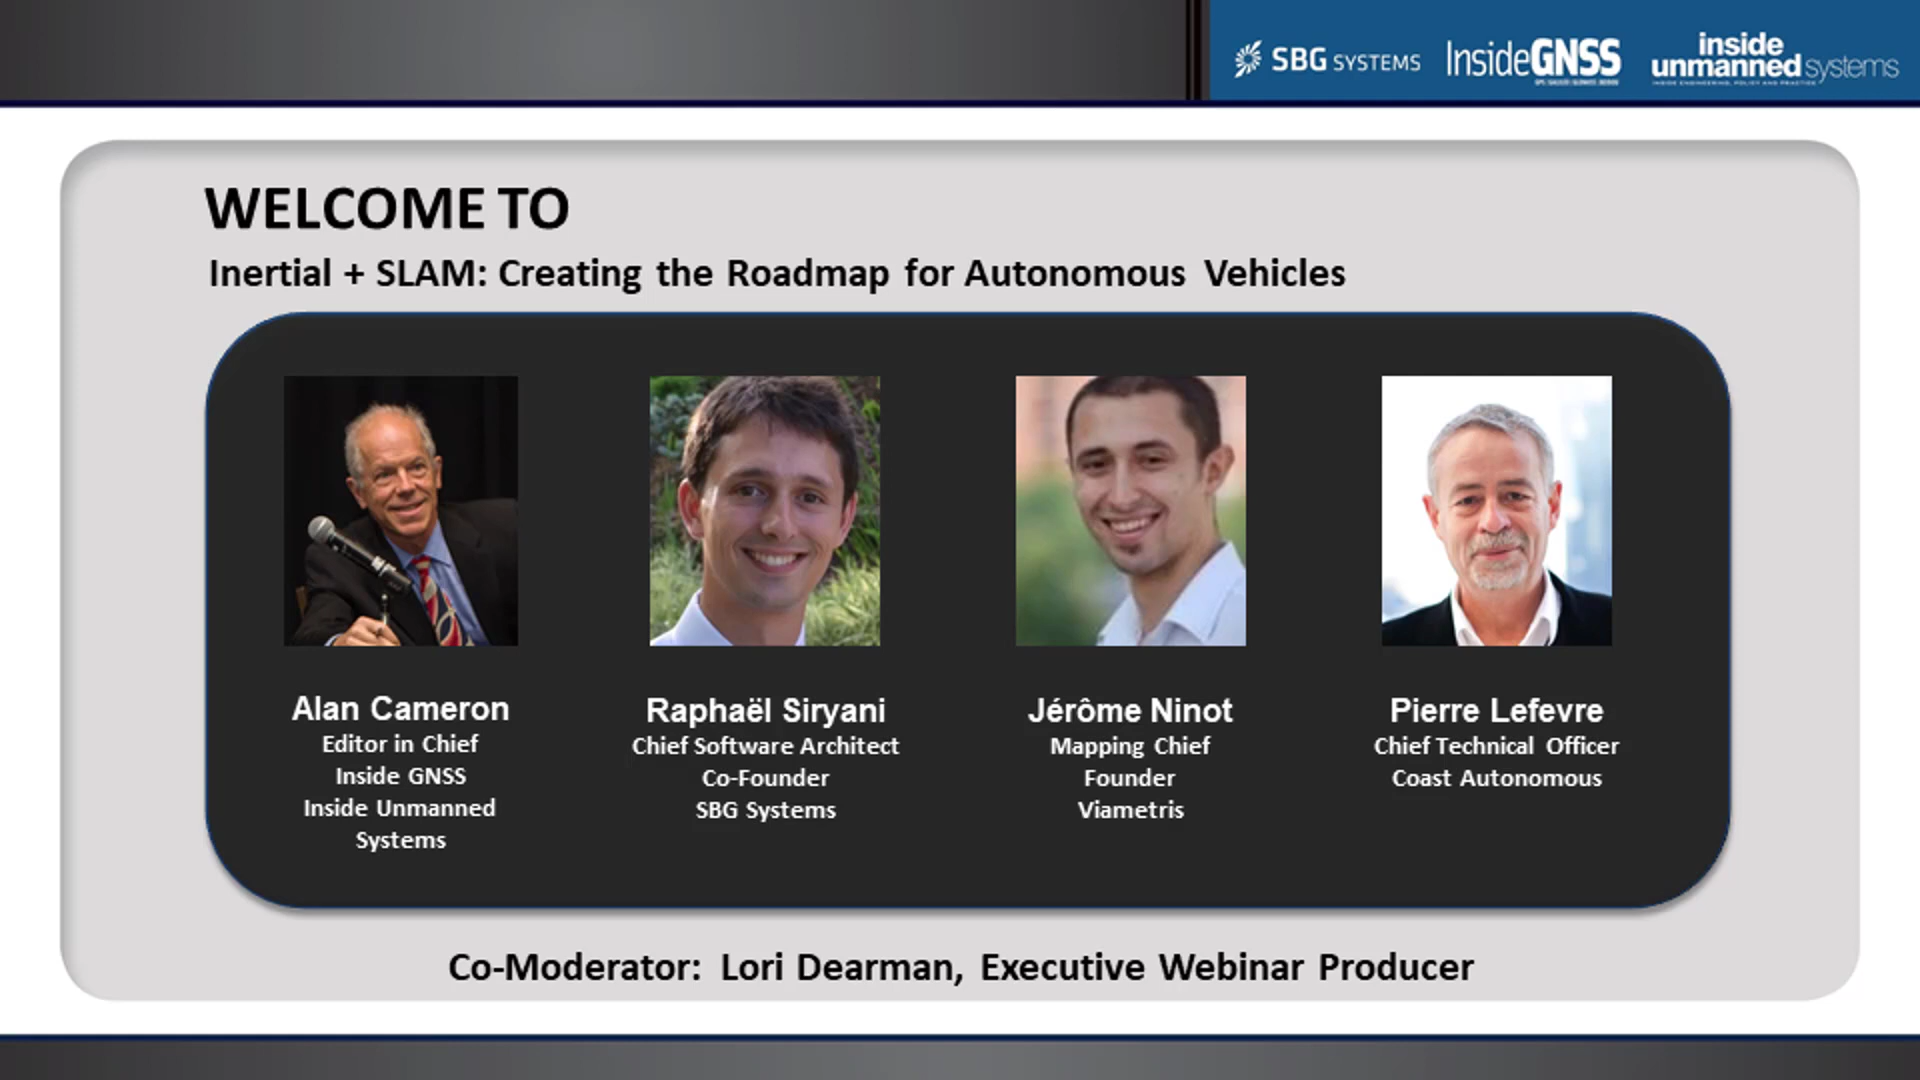 SBG SYSTEMS
InsideGNSS
inside
unmanned systems
WELCOME TO
Inertial + SLAM: Creating the Roadmap for Autonomous Vehicles
Alan Cameron
Editor in Chief
Inside GNSS
Inside Unmanned
Systems
Raphaël Siryani
Chief Software Architect
Co-Founder
SBG Systems
Jérôme Ninot
Mapping Chief
Founder
Viametris
Pierre Lefevre
Chief Technical Officer
Coast Autonomous
Co-Moderator: Lori Dearman, Executive Webinar Producer